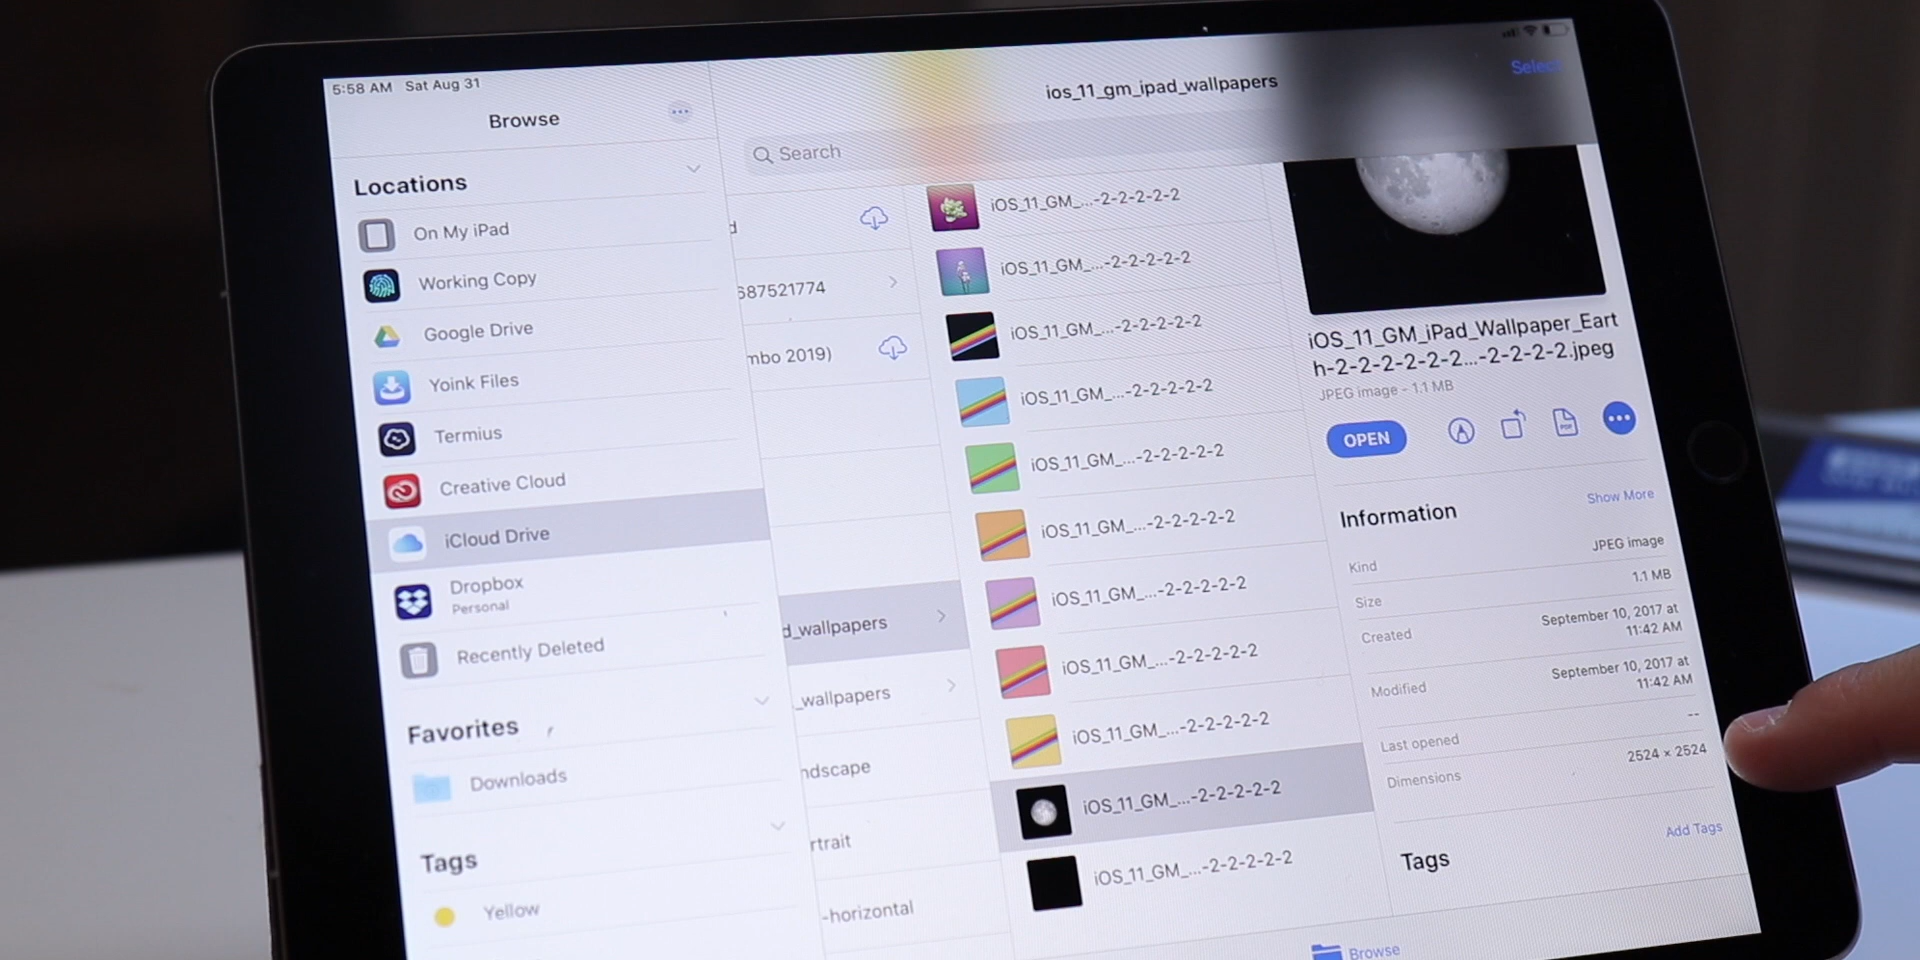 5:58 AM Sat Aug 31
Browse
Locations
On My iPad
Working Copy
Google Drive
Yoink Files
Termius
Creative Cloud
iCloud Drive
Dropbox
Personal
Recently Deleted
Favorites
Downloads
Tags
Yellow
ios_11_gm_ipad_wallpapers
Select
Search
d
687521774
mbo 2019)
d_wallpapers
_wallpapers
ndscape
rtrait
-horizontal
iOS_11_GM_...-2-2-2-2-2
iOS_11_GM_...-2-2-2-2-2
iOS_11_GM_...-2-2-2-2-2
iOS_11_GM_...-2-2-2-2-2
iOS_11_GM_...-2-2-2-2-2
iOS_11_GM_...-2-2-2-2-2
iOS_11_GM_...-2-2-2-2-2
iOS_11_GM_...-2-2-2-2-2
iOS_11_GM_...-2-2-2-2-2
iOS_11_GM_...-2-2-2-2-2
iOS_11_GM_...-2-2-2-2-2
iOS_11_GM_iPad_Wallpaper_Eart
h-2-2-2-2-2-2...-2-2-2-2.jpeg
JPEG image - 1.1 MB
OPEN
PDF
Information
Show More
Kind JPEG image
Size 1.1 MB
Created September 10, 2017 at
11:42 AM
Modified September 10, 2017 at
11:42 AM
Last opened --
Dimensions 2524 × 2524
Tags
Add Tags
Browse